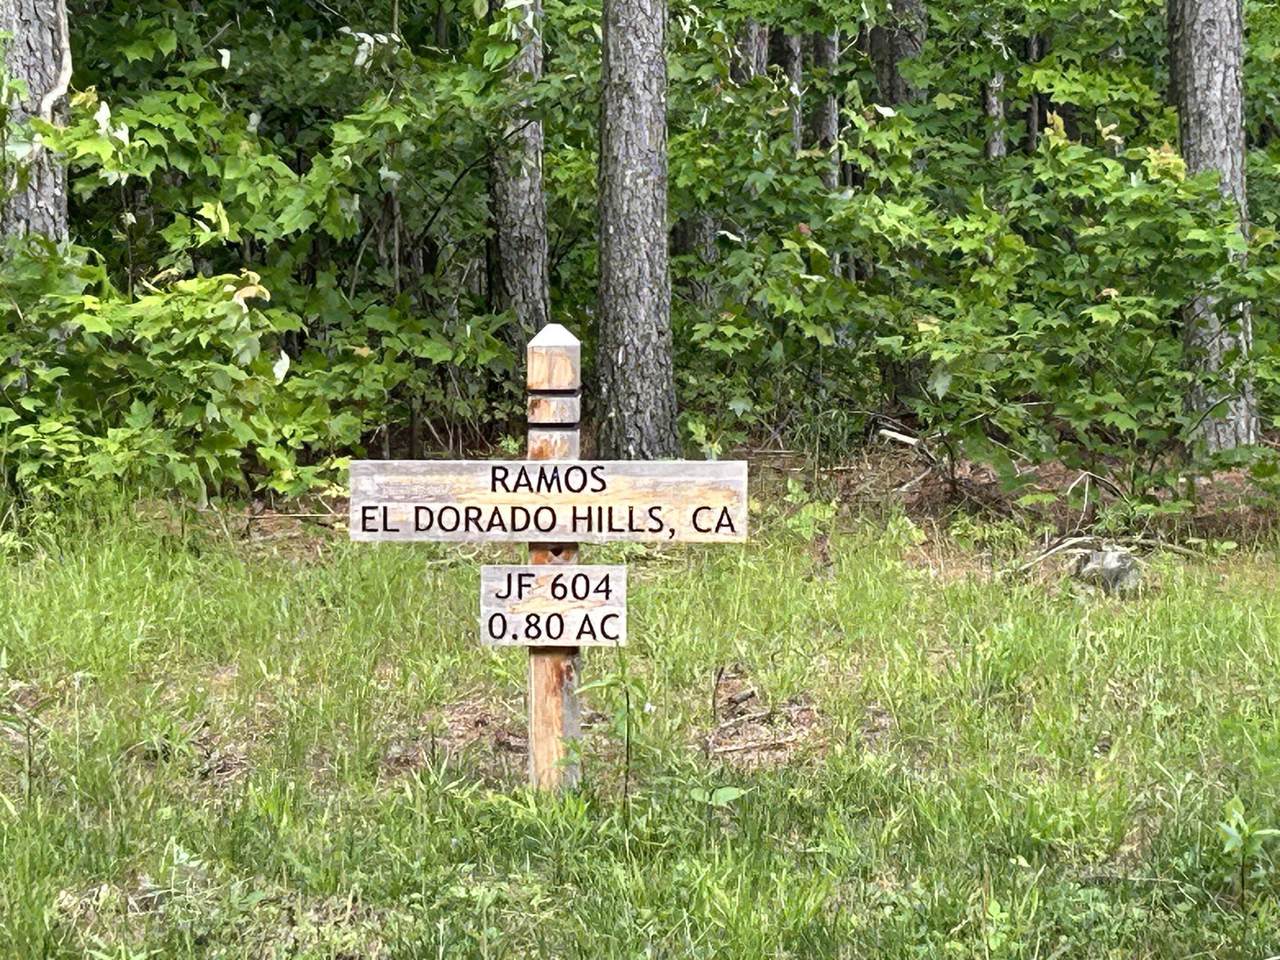 RAMOS
EL DORADO HILLS, CA
JF 604
0.80 AC